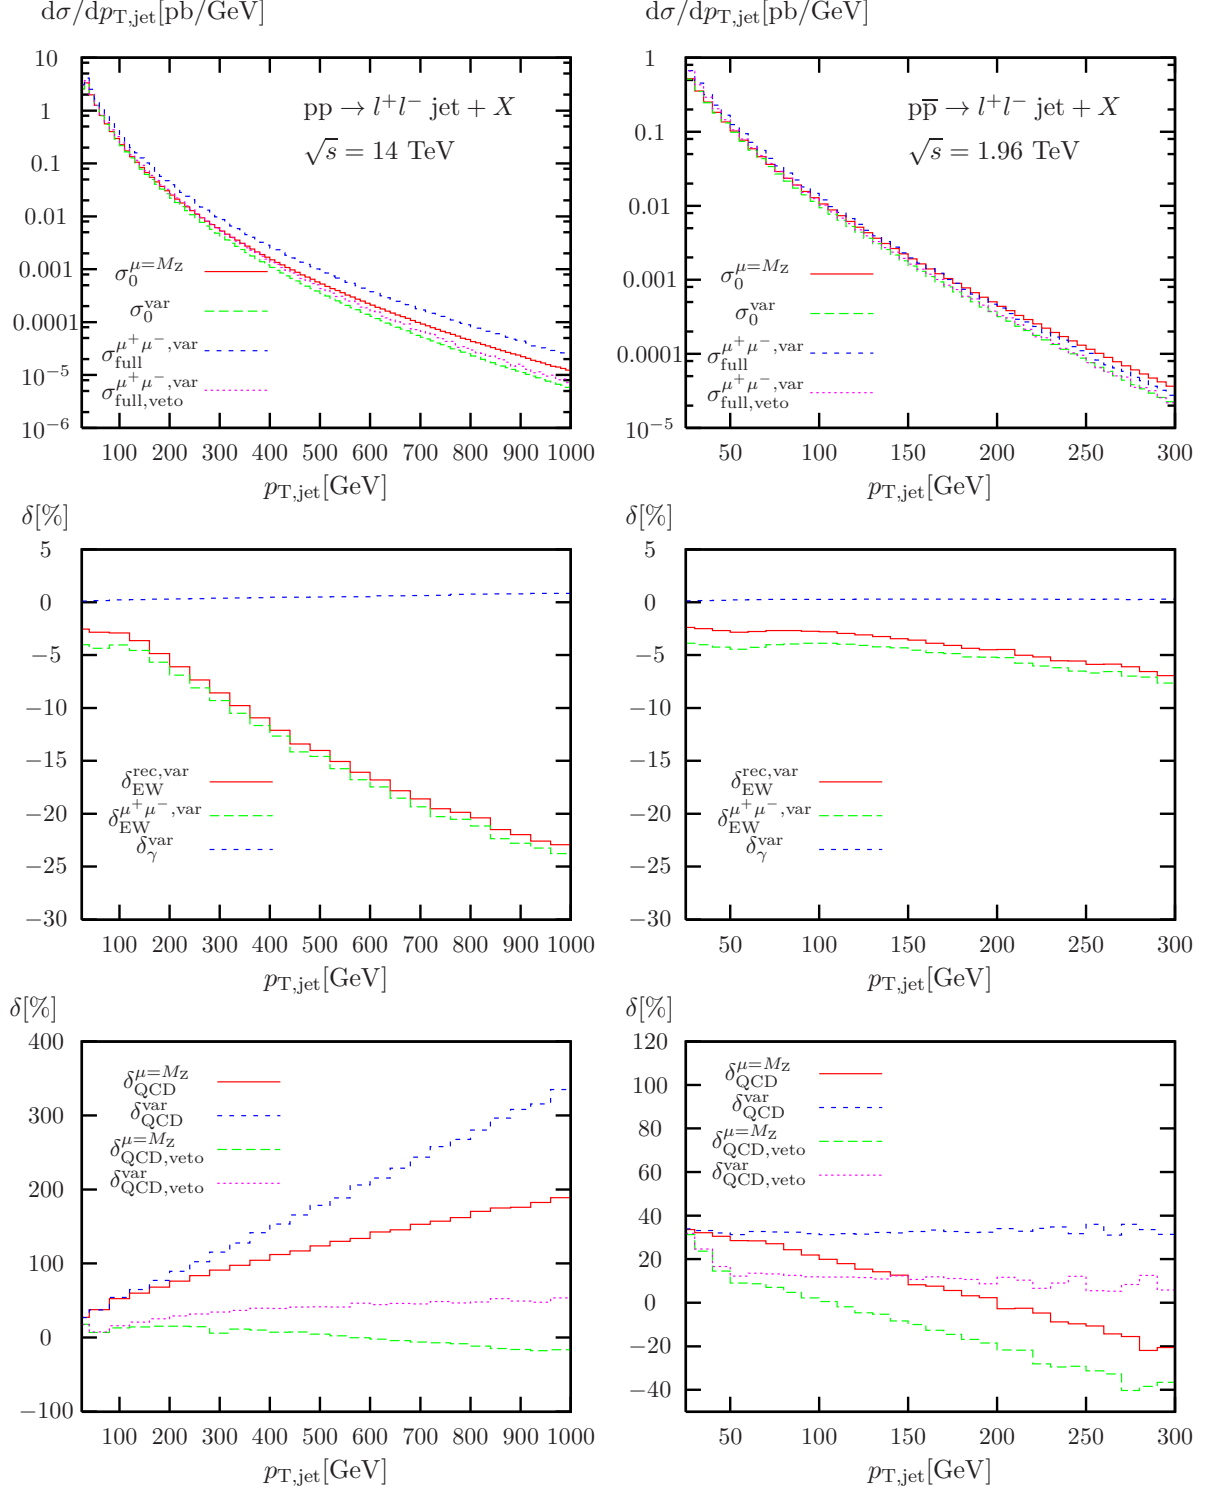 dσ/dp_T,jet[pb/GeV]
10
1
0.1
0.01
0.001
0.0001
10^−5
10^−6
pp → l^+l^− jet + X
√s = 14 TeV
σ_0^{μ=M_Z}
σ_0^{var}
σ_full^{μ^+μ^−,var}
σ_full,veto^{μ^+μ^−,var}
100 200 300 400 500 600 700 800 900 1000
p_T,jet[GeV]
dσ/dp_T,jet[pb/GeV]
1
0.1
0.01
0.001
0.0001
10^−5
pp̅ → l^+l^− jet + X
√s = 1.96 TeV
σ_0^{μ=M_Z}
σ_0^{var}
σ_full^{μ^+μ^−,var}
σ_full,veto^{μ^+μ^−,var}
50 100 150 200 250 300
p_T,jet[GeV]
δ[%]
5
0
−5
−10
−15
−20
−25
−30
δ_EW^{rec,var}
δ_EW^{μ^+μ^−,var}
δ_γ^{var}
100 200 300 400 500 600 700 800 900 1000
p_T,jet[GeV]
δ[%]
5
0
−5
−10
−15
−20
−25
−30
δ_EW^{rec,var}
δ_EW^{μ^+μ^−,var}
δ_γ^{var}
50 100 150 200 250 300
p_T,jet[GeV]
δ[%]
400
300
200
100
0
−100
δ_QCD^{μ=M_Z}
δ_QCD^{var}
δ_QCD,veto^{μ=M_Z}
δ_QCD,veto^{var}
100 200 300 400 500 600 700 800 900 1000
p_T,jet[GeV]
δ[%]
120
100
80
60
40
20
0
−20
−40
δ_QCD^{μ=M_Z}
δ_QCD^{var}
δ_QCD,veto^{μ=M_Z}
δ_QCD,veto^{var}
50 100 150 200 250 300
p_T,jet[GeV]